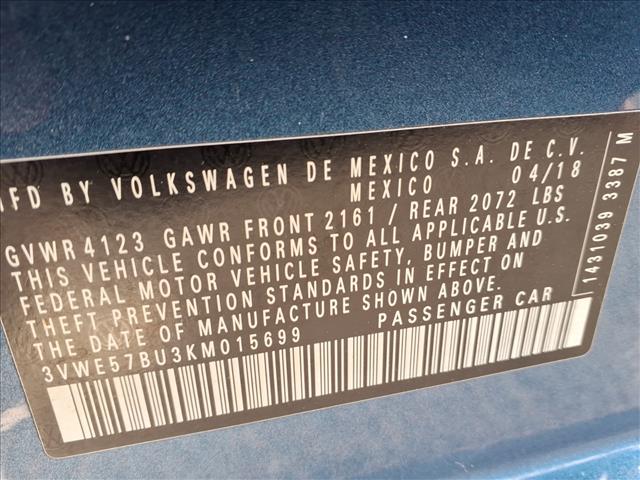 MFD BY VOLKSWAGEN DE MEXICO S.A. DE C.V.
MEXICO 04/18
GVWR 4123 GAWR FRONT 2161 / REAR 2072 LBS
THIS VEHICLE CONFORMS TO ALL APPLICABLE U.S.
FEDERAL MOTOR VEHICLE SAFETY, BUMPER AND
THEFT PREVENTION STANDARDS IN EFFECT ON
THE DATE OF MANUFACTURE SHOWN ABOVE.
3VWE57BU3KM015699 PASSENGER CAR
1431039 3387 M